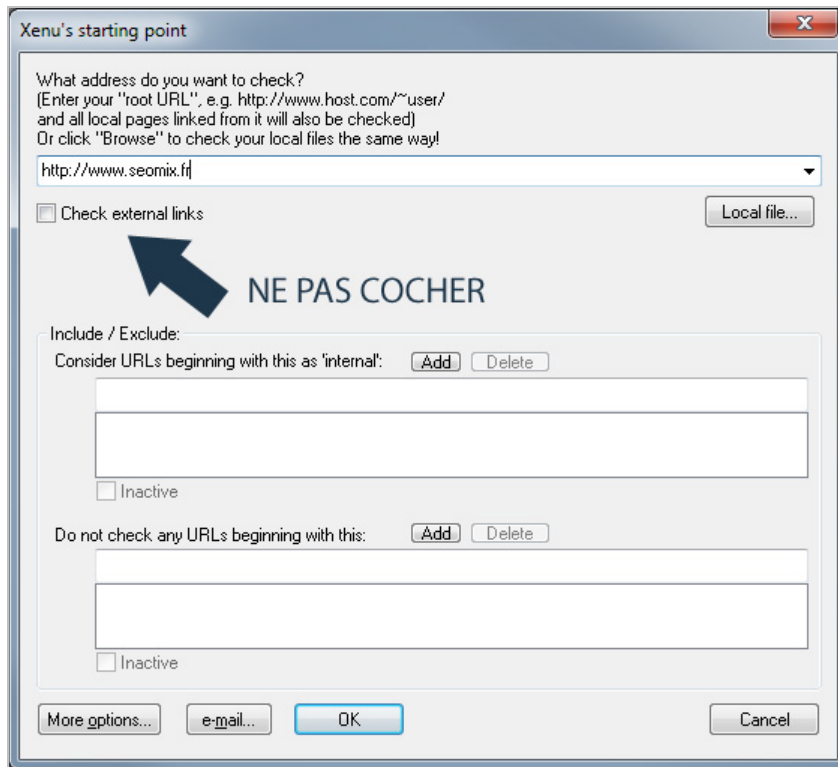 Xenu's starting point
What address do you want to check?
(Enter your "root URL", e.g. http://www.host.com/~user/
and all local pages linked from it will also be checked)
Or click "Browse" to check your local files the same way!
http://www.seomix.fr
Check external links
Local file...
NE PAS COCHER
Include / Exclude:
Consider URLs beginning with this as 'internal': Add Delete
Inactive
Do not check any URLs beginning with this: Add Delete
Inactive
More options... e-mail... OK Cancel